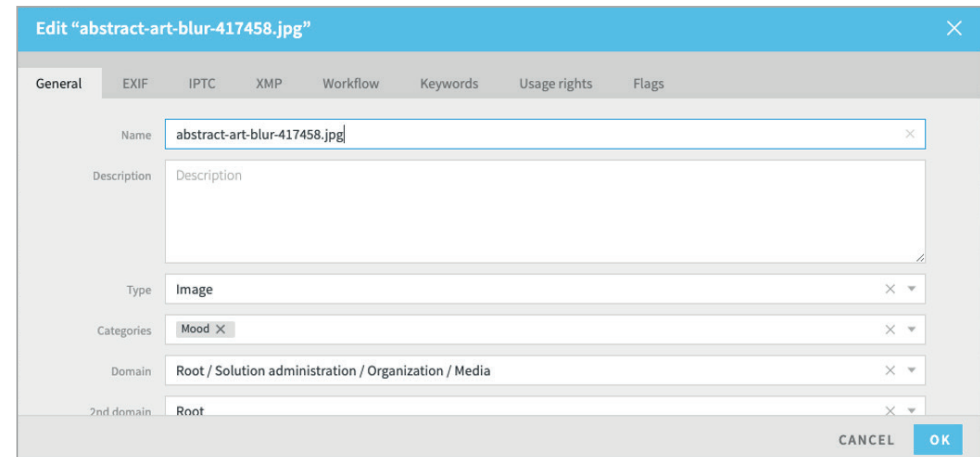 Edit “abstract-art-blur-417458.jpg”
General EXIF IPTC XMP Workflow Keywords Usage rights Flags
Name abstract-art-blur-417458.jpg
Description Description
Type Image
Categories Mood
Domain Root / Solution administration / Organization / Media
2nd domain Root
CANCEL OK